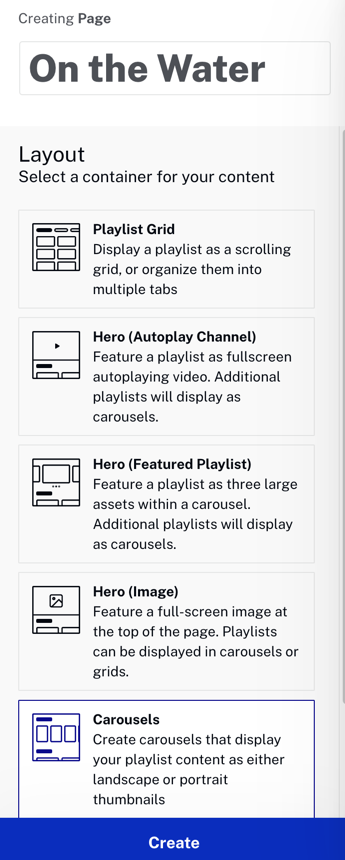 Creating Page
On the Water
Layout
Select a container for your content
Playlist Grid
Display a playlist as a scrolling
grid, or organize them into
multiple tabs
Hero (Autoplay Channel)
Feature a playlist as fullscreen
autoplaying video. Additional
playlists will display as
carousels.
Hero (Featured Playlist)
Feature a playlist as three large
assets within a carousel.
Additional playlists will display
as carousels.
Hero (Image)
Feature a full-screen image at
the top of the page. Playlists
can be displayed in carousels or
grids.
Carousels
Create carousels that display
your playlist content as either
landscape or portrait
thumbnails
Create